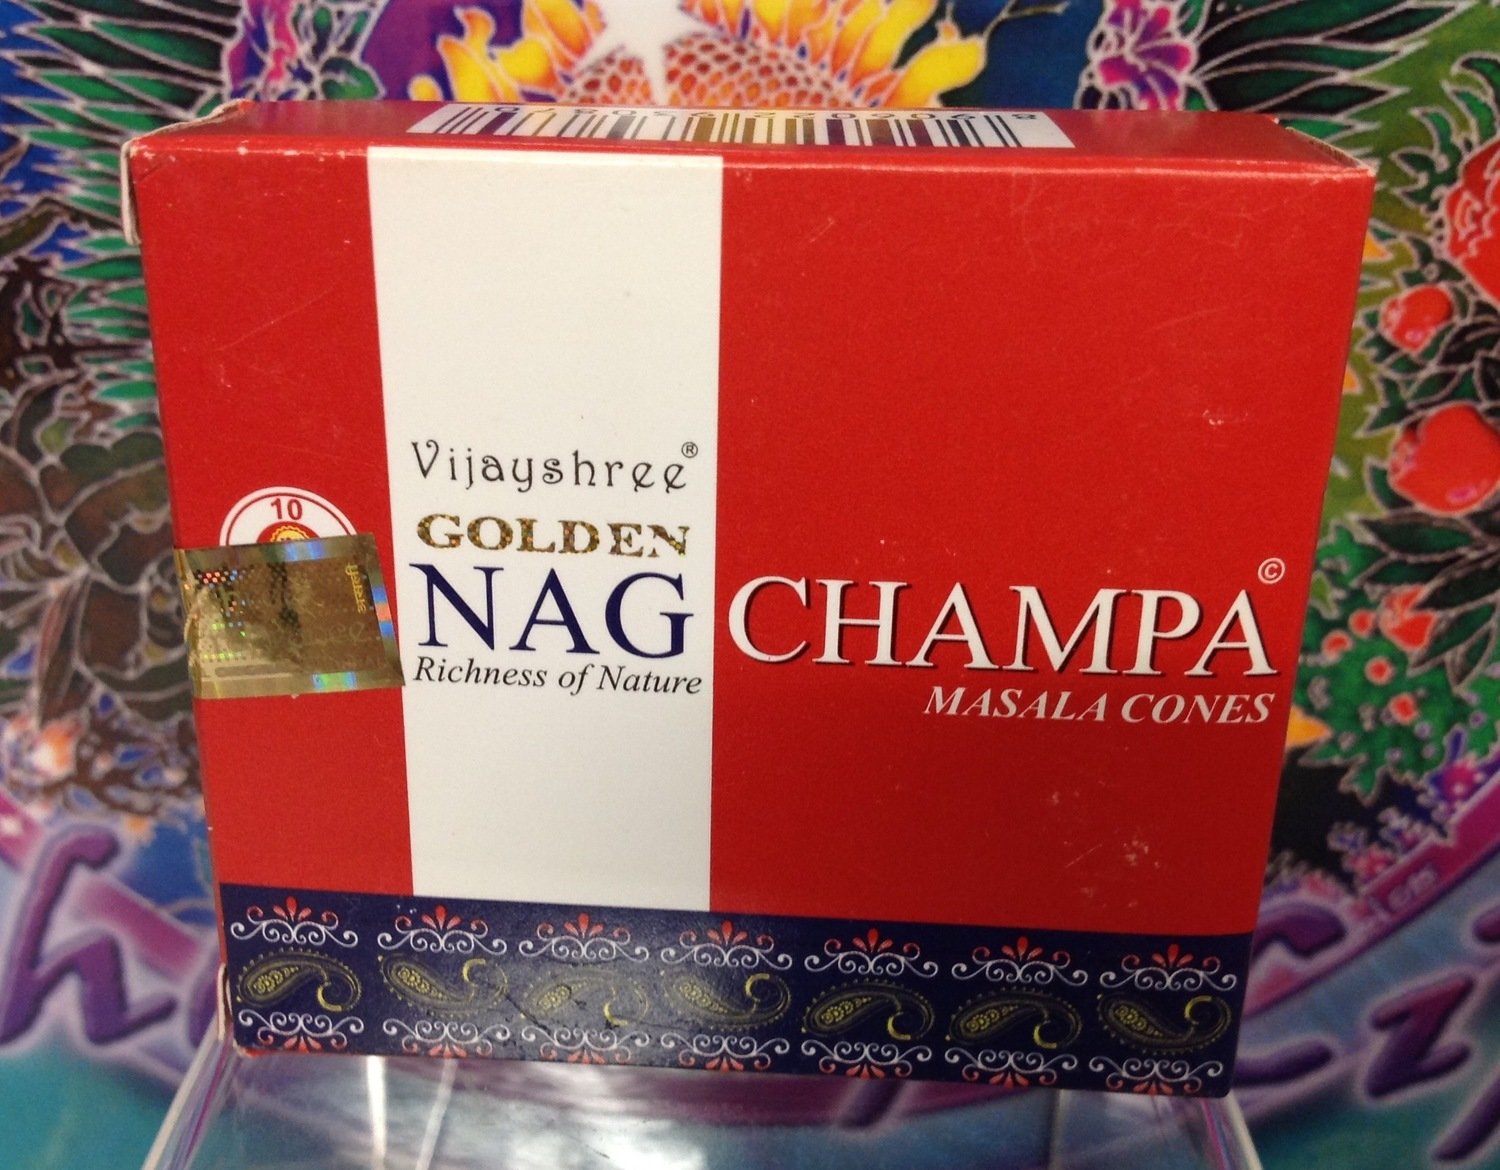 Vijayshree®
GOLDEN
NAG CHAMPA©
Richness of Nature
MASALA CONES
10